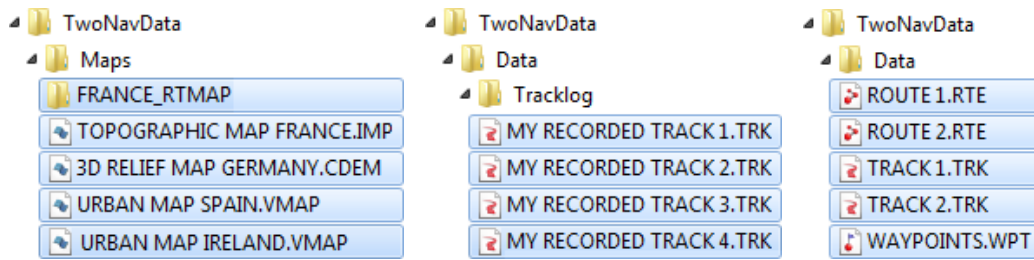 TwoNavData
Maps
FRANCE_RTMAP
TOPOGRAPHIC MAP FRANCE.IMP
3D RELIEF MAP GERMANY.CDEM
URBAN MAP SPAIN.VMAP
URBAN MAP IRELAND.VMAP
TwoNavData
Data
Tracklog
MY RECORDED TRACK 1.TRK
MY RECORDED TRACK 2.TRK
MY RECORDED TRACK 3.TRK
MY RECORDED TRACK 4.TRK
TwoNavData
Data
ROUTE 1.RTE
ROUTE 2.RTE
TRACK 1.TRK
TRACK 2.TRK
WAYPOINTS.WPT